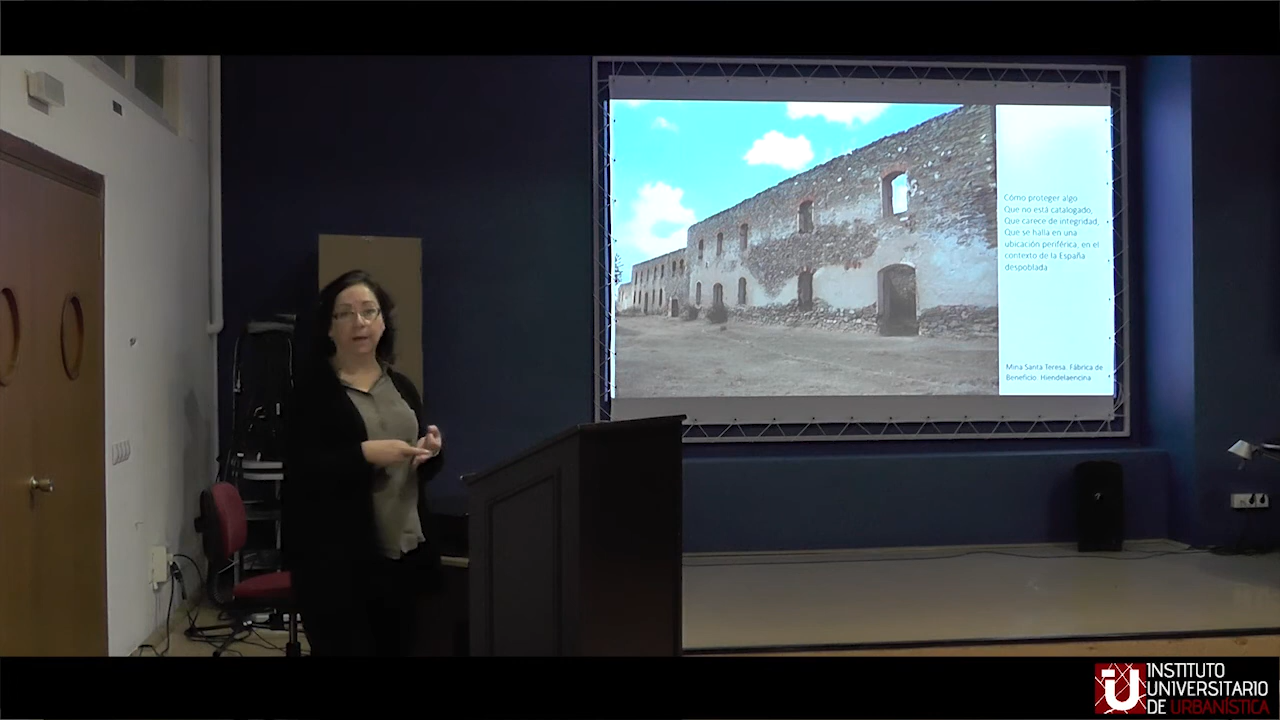 Cómo proteger algo
Que no está catalogado,
Que carece de integridad,
Que se halla en una
ubicación periférica, en el
contexto de la España
despoblada
Mina Santa Teresa. Fábrica de
Beneficio. Hiendelaencina
INSTITUTO
UNIVERSITARIO
DE URBANÍSTICA